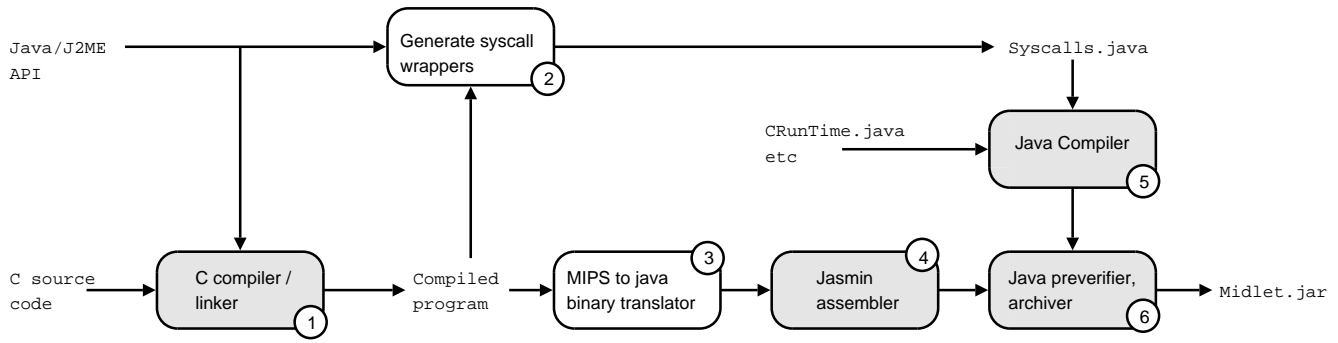 Java/J2ME
API
Generate syscall
wrappers
2
Syscalls.java
CRunTime.java
etc
Java Compiler
5
C source
code
C compiler /
linker
1
Compiled
program
MIPS to java
binary translator
3
Jasmin
assembler
4
Java preverifier,
archiver
6
Midlet.jar